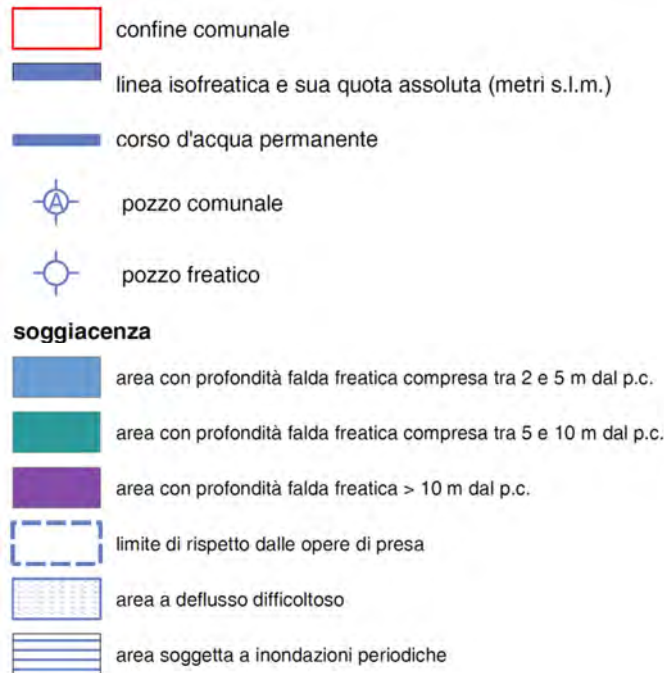 confine comunale
linea isofreatica e sua quota assoluta (metri s.l.m.)
corso d'acqua permanente
A
pozzo comunale
pozzo freatico
soggiacenza
area con profondità falda freatica compresa tra 2 e 5 m dal p.c.
area con profondità falda freatica compresa tra 5 e 10 m dal p.c.
area con profondità falda freatica > 10 m dal p.c.
limite di rispetto dalle opere di presa
area a deflusso difficoltoso
area soggetta a inondazioni periodiche